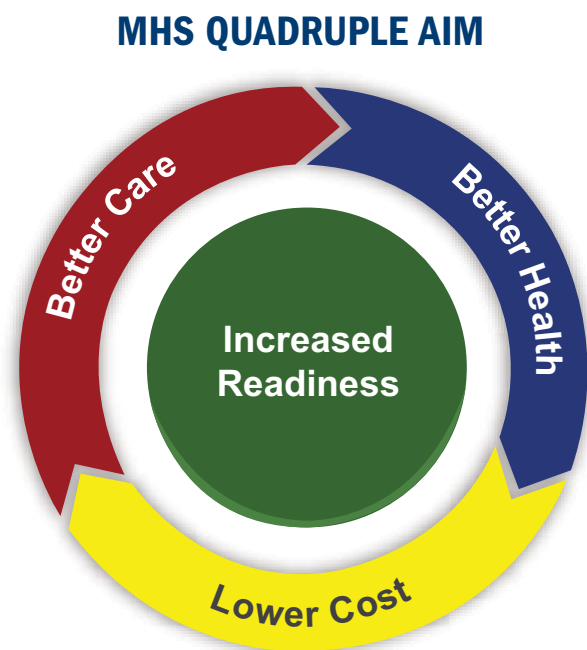 MHS QUADRUPLE AIM
Better Care
Better Health
Increased
Readiness
Lower Cost